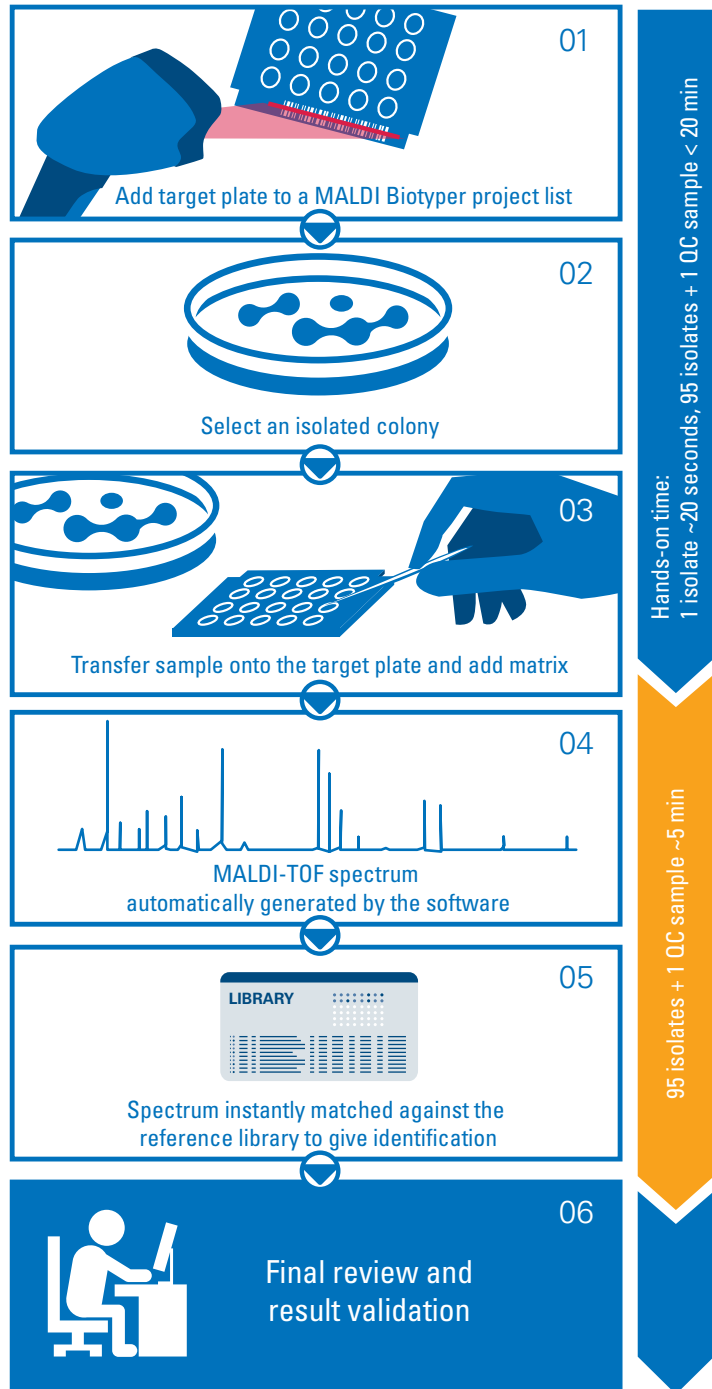 01
Add target plate to a MALDI Biotyper project list
02
Select an isolated colony
03
Transfer sample onto the target plate and add matrix
04
MALDI-TOF spectrum
automatically generated by the software
LIBRARY
05
Spectrum instantly matched against the
reference library to give identification
06
Final review and
result validation
Hands-on time:
1 isolate ~20 seconds, 95 isolates + 1 QC sample < 20 min
95 isolates + 1 QC sample ~5 min